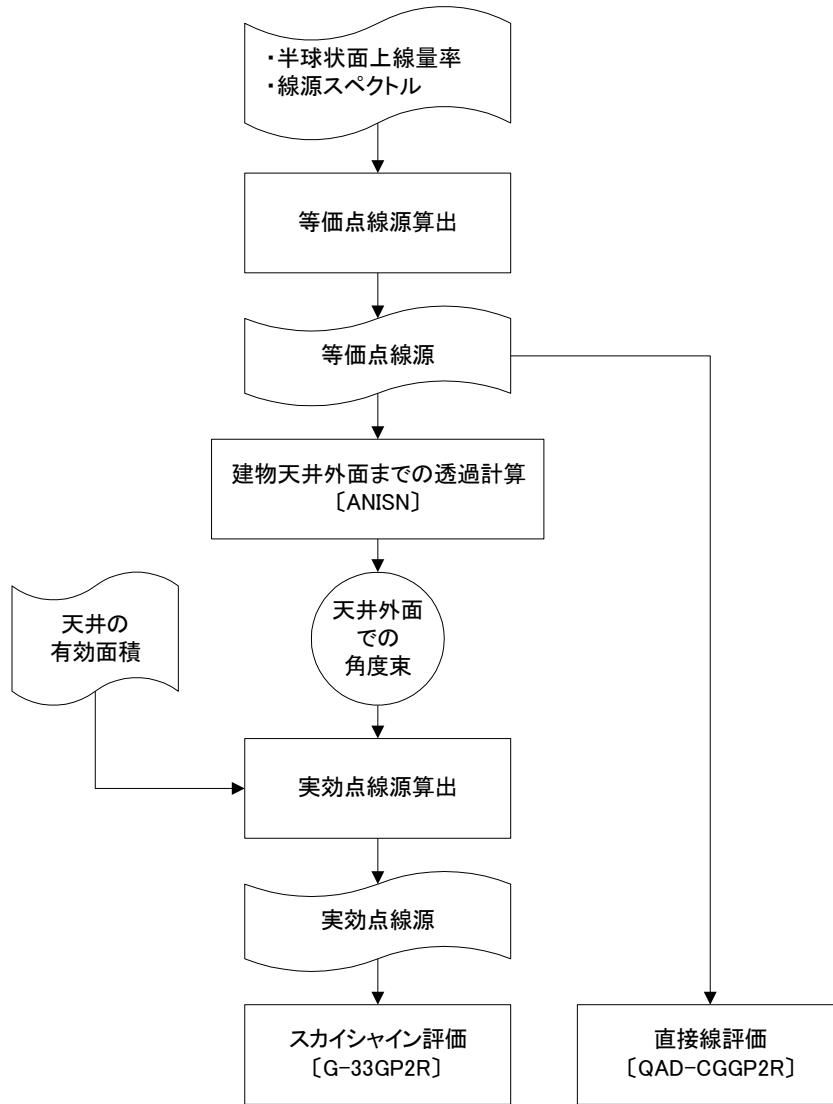 ・半球状面上線量率
・線源スペクトル
等価点線源算出
等価点線源
建物天井外面までの透過計算
〔ANISN〕
天井外面
での
角度束
天井の
有効面積
実効点線源算出
実効点線源
スカイシャイン評価
〔G-33GP2R〕
直接線評価
〔QAD-CGGP2R〕